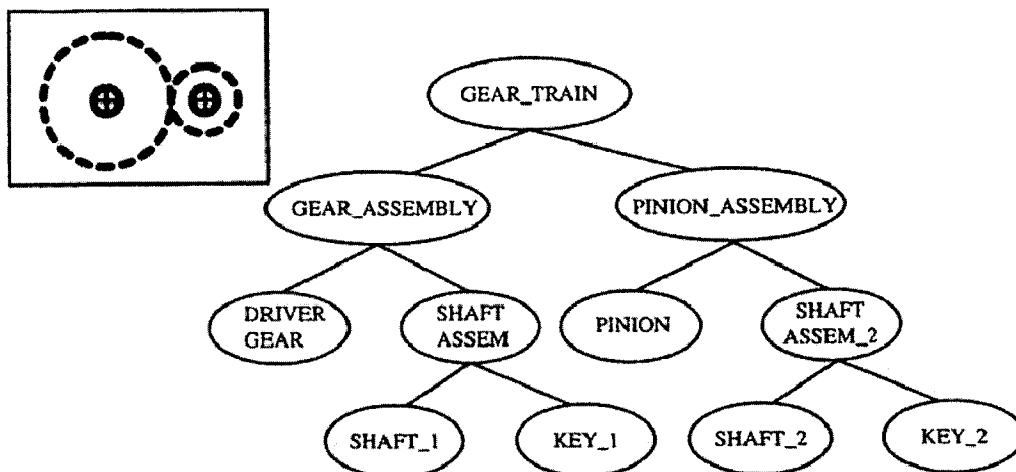 GEAR_TRAIN
GEAR_ASSEMBLY
PINION_ASSEMBLY
DRIVER
GEAR
SHAFT
ASSEM
PINION
SHAFT
ASSEM_2
SHAFT_1
KEY_1
SHAFT_2
KEY_2